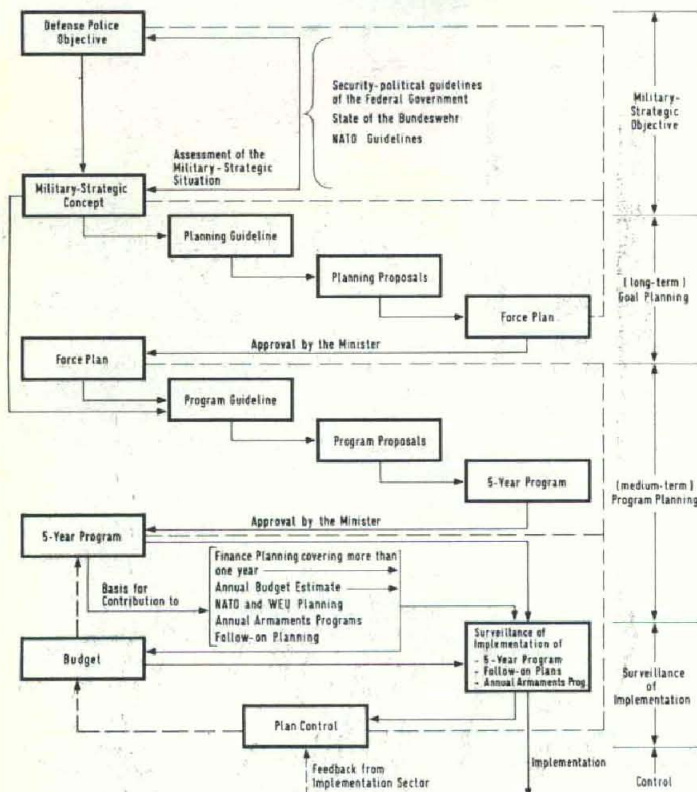 Defense Police
Objective
Security-political guidelines
of the Federal Government
State of the Bundeswehr
NATO Guidelines
Military-
Strategic
Objective
Assessment of the
Military-Strategic
Situation
Military-Strategic
Concept
Planning Guideline
Planning Proposals
Force Plan
(long-term)
Goal Planning
Approval by the Minister
Force Plan
Program Guideline
Program Proposals
5-Year Program
(medium-term)
Program Planning
Approval by the Minister
5-Year Program
Basis for
Contribution to
Finance Planning covering more than
one year
Annual Budget Estimate
NATO and WEU Planning
Annual Armaments Programs
Follow-on Planning
Budget
Surveillance of
Implementation of
- 5-Year Program
- Follow-on Plans
- Annual Armaments Prog.
Surveillance
of
Implementation
Plan Control
Feedback from
Implementation Sector
Implementation
Control